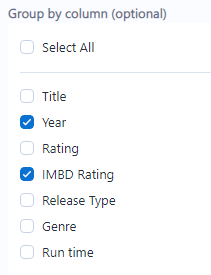 Group by column (optional)
Select All
Title
Year
Rating
IMBD Rating
Release Type
Genre
Run time